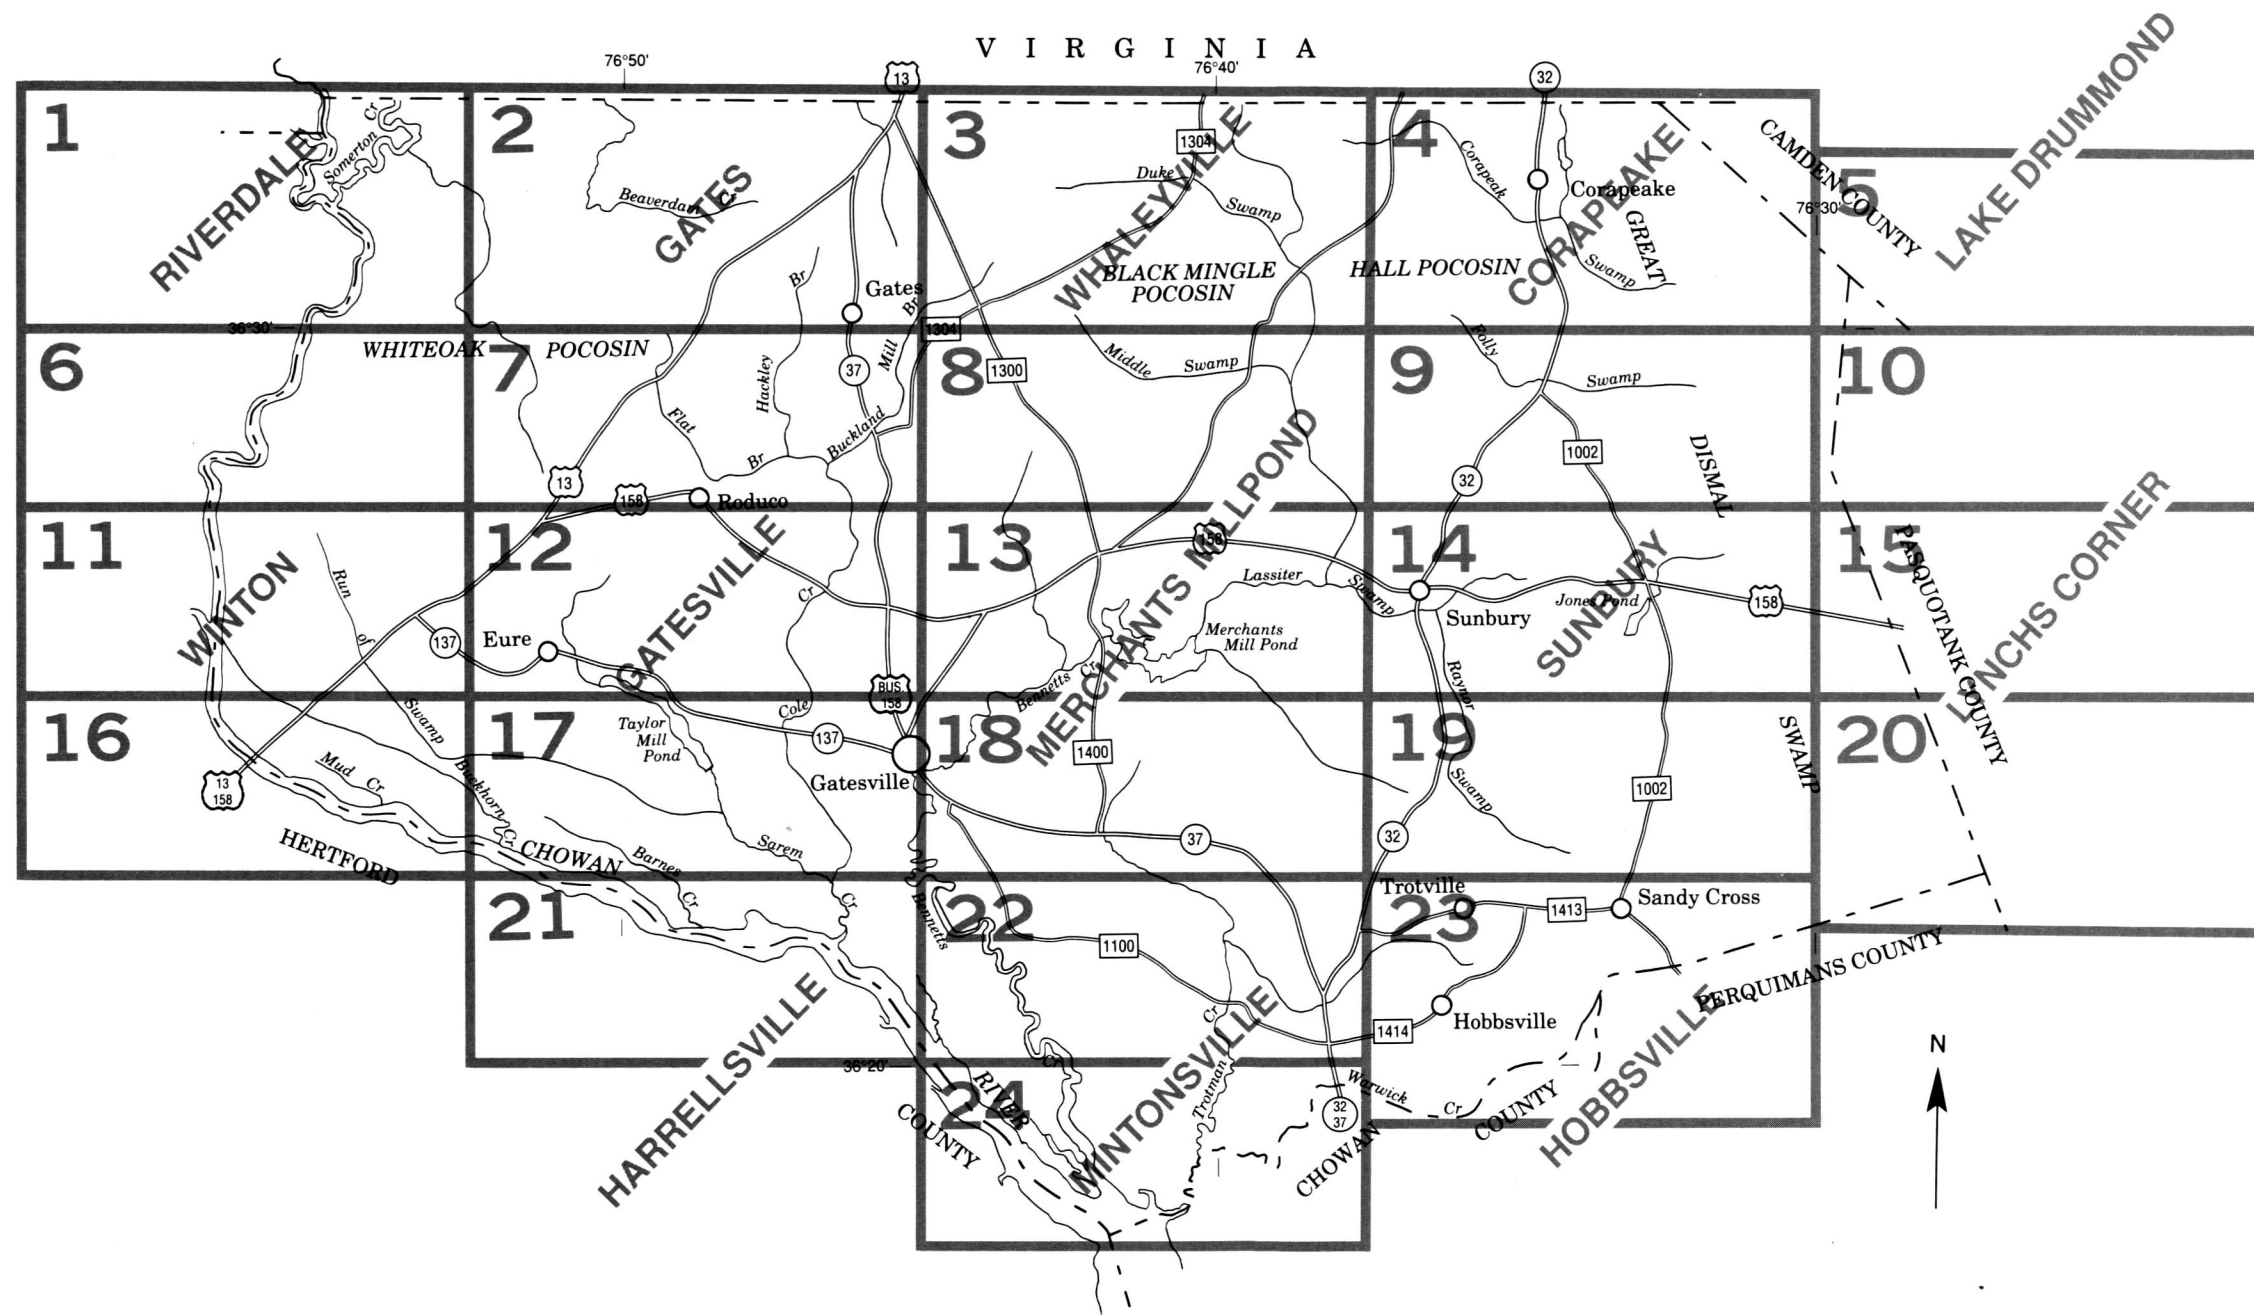 VIRGINIA
76°50'
76°40'
13
32
1
2
3
4
5
RIVERDALE
GATES
WHALEYVILLE
CORAPEAKE
LAKE DRUMMOND
Somerton Cr
Beaverdam Cr
1304
Duke
Swamp
Corapeak
Corapeake
GREAT
Swamp
CAMDEN COUNTY
76°30'
BLACK MINGLE
POCOSIN
HALL POCOSIN
Gates
Br
Br
36°30'
1304
6
7
8
9
10
WHITEOAK POCOSIN
37
Hackley
Mill
Flat
Br
Buckland
1300
Middle Swamp
Folly
Swamp
13
158
Roduco
32
1002
DISMAL
11
12
13
14
15
WINTON
GATESVILLE
MERCHANTS MILLPOND
SUNBURY
LYNCHS CORNER
Run
of
Swamp
137
Eure
Cr
158
Lassiter
Swamp
Merchants
Mill Pond
Bennetts Cr
Sunbury
Jones Pond
158
PASQUOTANK COUNTY
Raynor
Swamp
BUS.
158
16
17
18
19
20
13
158
Mud Cr
Buckhorn
Cr
Taylor
Mill
Pond
Cole
137
Gatesville
1400
1002
SWAMP
HERTFORD
CHOWAN
Barnes
Cr
Sarem
Cr
37
32
21
22
23
Bennetts
Cr
1100
Trotville
1413
Sandy Cross
Hobbsville
1414
PERQUIMANS COUNTY
HARRELLSVILLE
MINTONSVILLE
HOBBSVILLE
36°20'
24
RIVER
COUNTY
Cr
Trotman
Warwick
Cr
32
37
CHOWAN
COUNTY
N